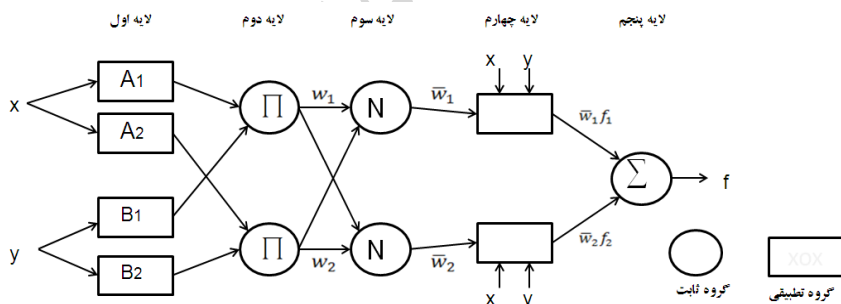 لایه اول لایه دوم لایه سوم لایه چهارم لایه پنجم
x y
A1 w₁ w̅₁
x ∏ N
A2 w̅₁f₁
∑ f
B1
w̅₂f₂
y ∏ N
B2 w₂ w̅₂
xox
x y
گروه ثابت گروه تطبیقی